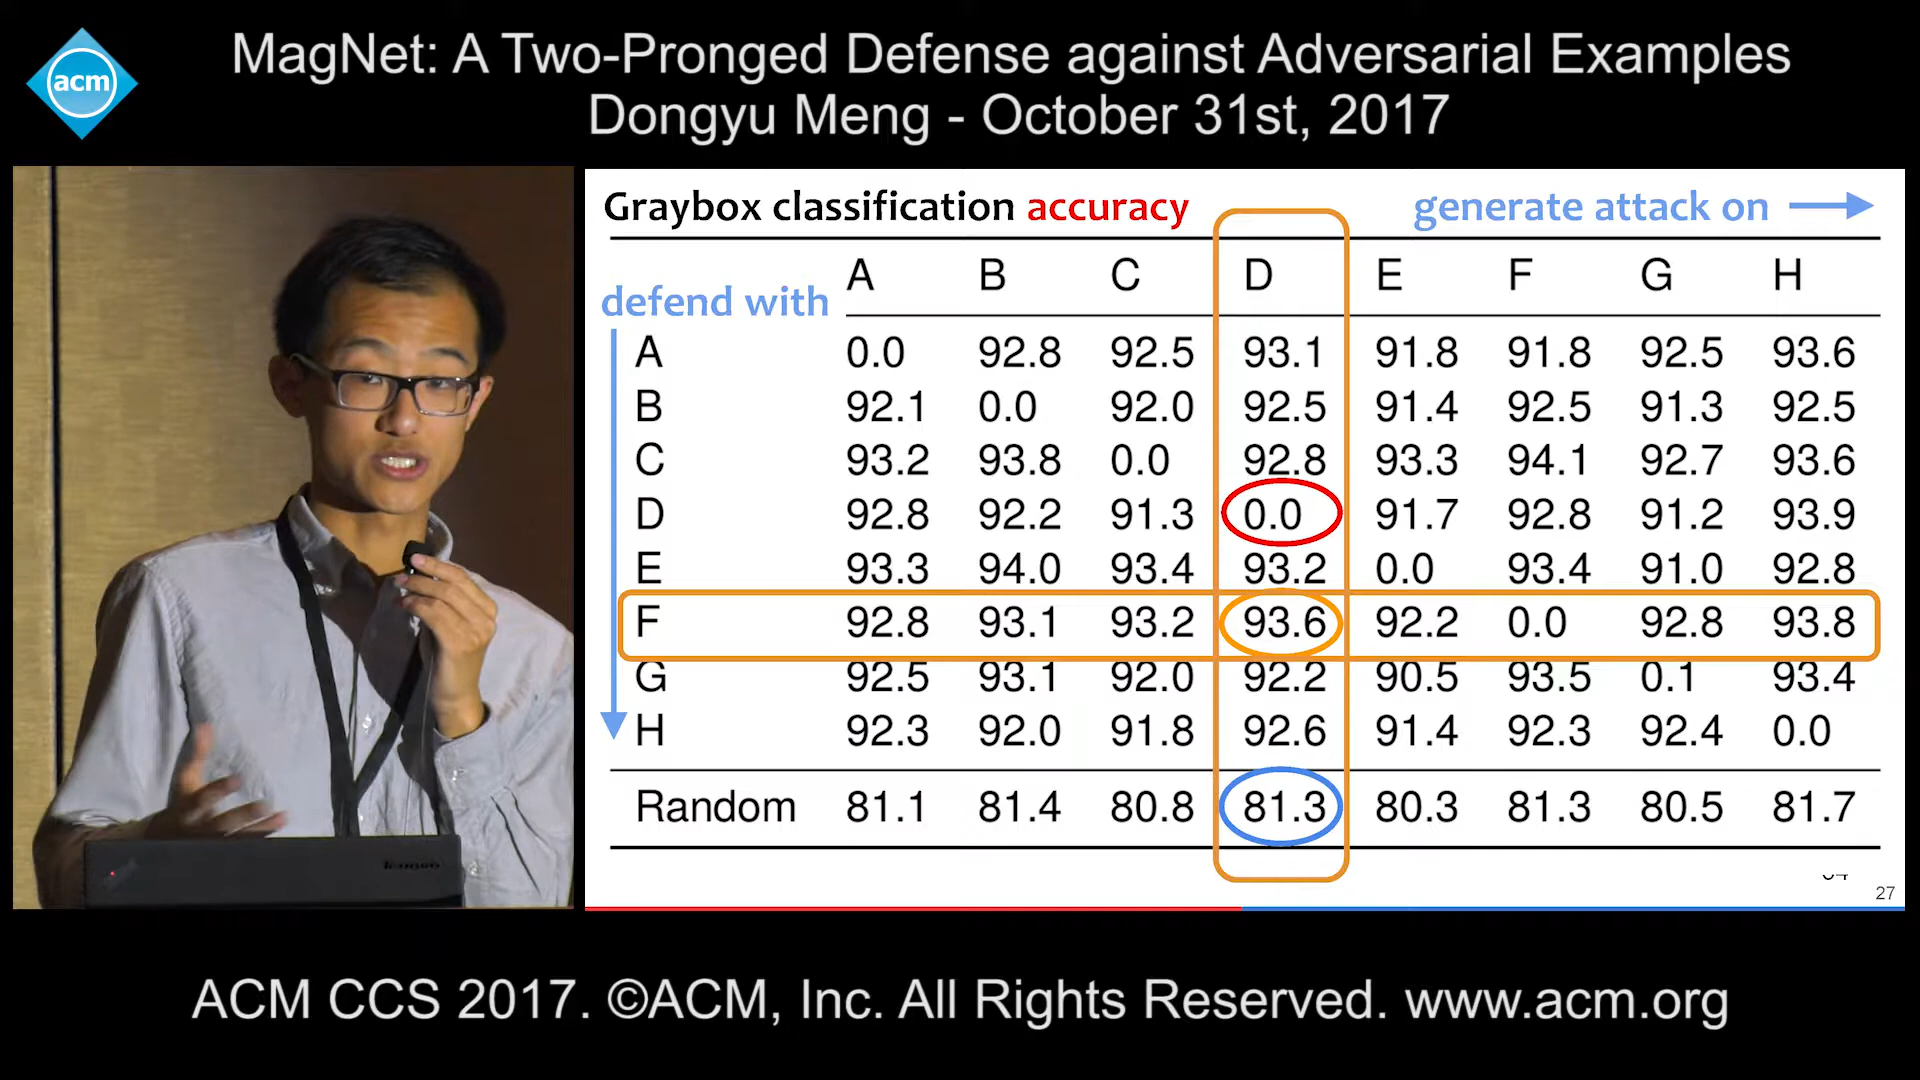 acm
MagNet: A Two-Pronged Defense against Adversarial Examples
Dongyu Meng - October 31st, 2017
Graybox classification accuracy generate attack on
defend with
A B C D E F G H
A 0.0 92.8 92.5 93.1 91.8 91.8 92.5 93.6
B 92.1 0.0 92.0 92.5 91.4 92.5 91.3 92.5
C 93.2 93.8 0.0 92.8 93.3 94.1 92.7 93.6
D 92.8 92.2 91.3 0.0 91.7 92.8 91.2 93.9
E 93.3 94.0 93.4 93.2 0.0 93.4 91.0 92.8
F 92.8 93.1 93.2 93.6 92.2 0.0 92.8 93.8
G 92.5 93.1 92.0 92.2 90.5 93.5 0.1 93.4
H 92.3 92.0 91.8 92.6 91.4 92.3 92.4 0.0
Random 81.1 81.4 80.8 81.3 80.3 81.3 80.5 81.7
27
ACM CCS 2017. ©ACM, Inc. All Rights Reserved. www.acm.org